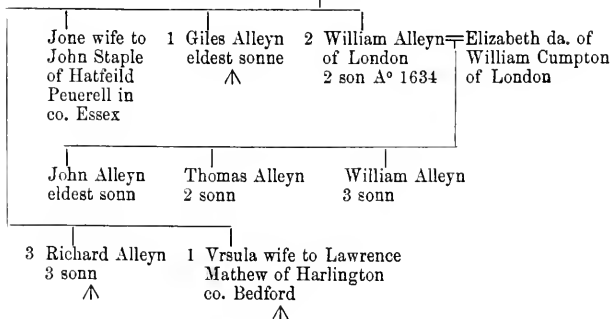 Jone wife to
John Staple
of Hatfeild
Peuerell in
co. Essex
1 Giles Alleyn
eldest sonne
2 William Alleyn
of London
2 son Aº 1634
Elizabeth da. of
William Cumpton
of London
John Alleyn
eldest sonn
Thomas Alleyn
2 sonn
William Alleyn
3 sonn
3 Richard Alleyn
3 sonn
1 Vrsula wife to Lawrence
Mathew of Harlington
co. Bedford